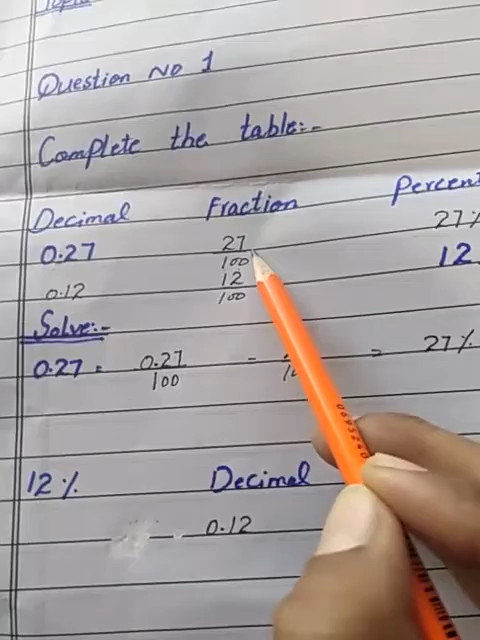 Question No 1
Complete the table:-
Decimal Fraction Percent
0.27 27/100 27%
0.12 12/100 12
Solve:-
0.27 = 0.27/100 - = 27%
12% Decimal
0.12